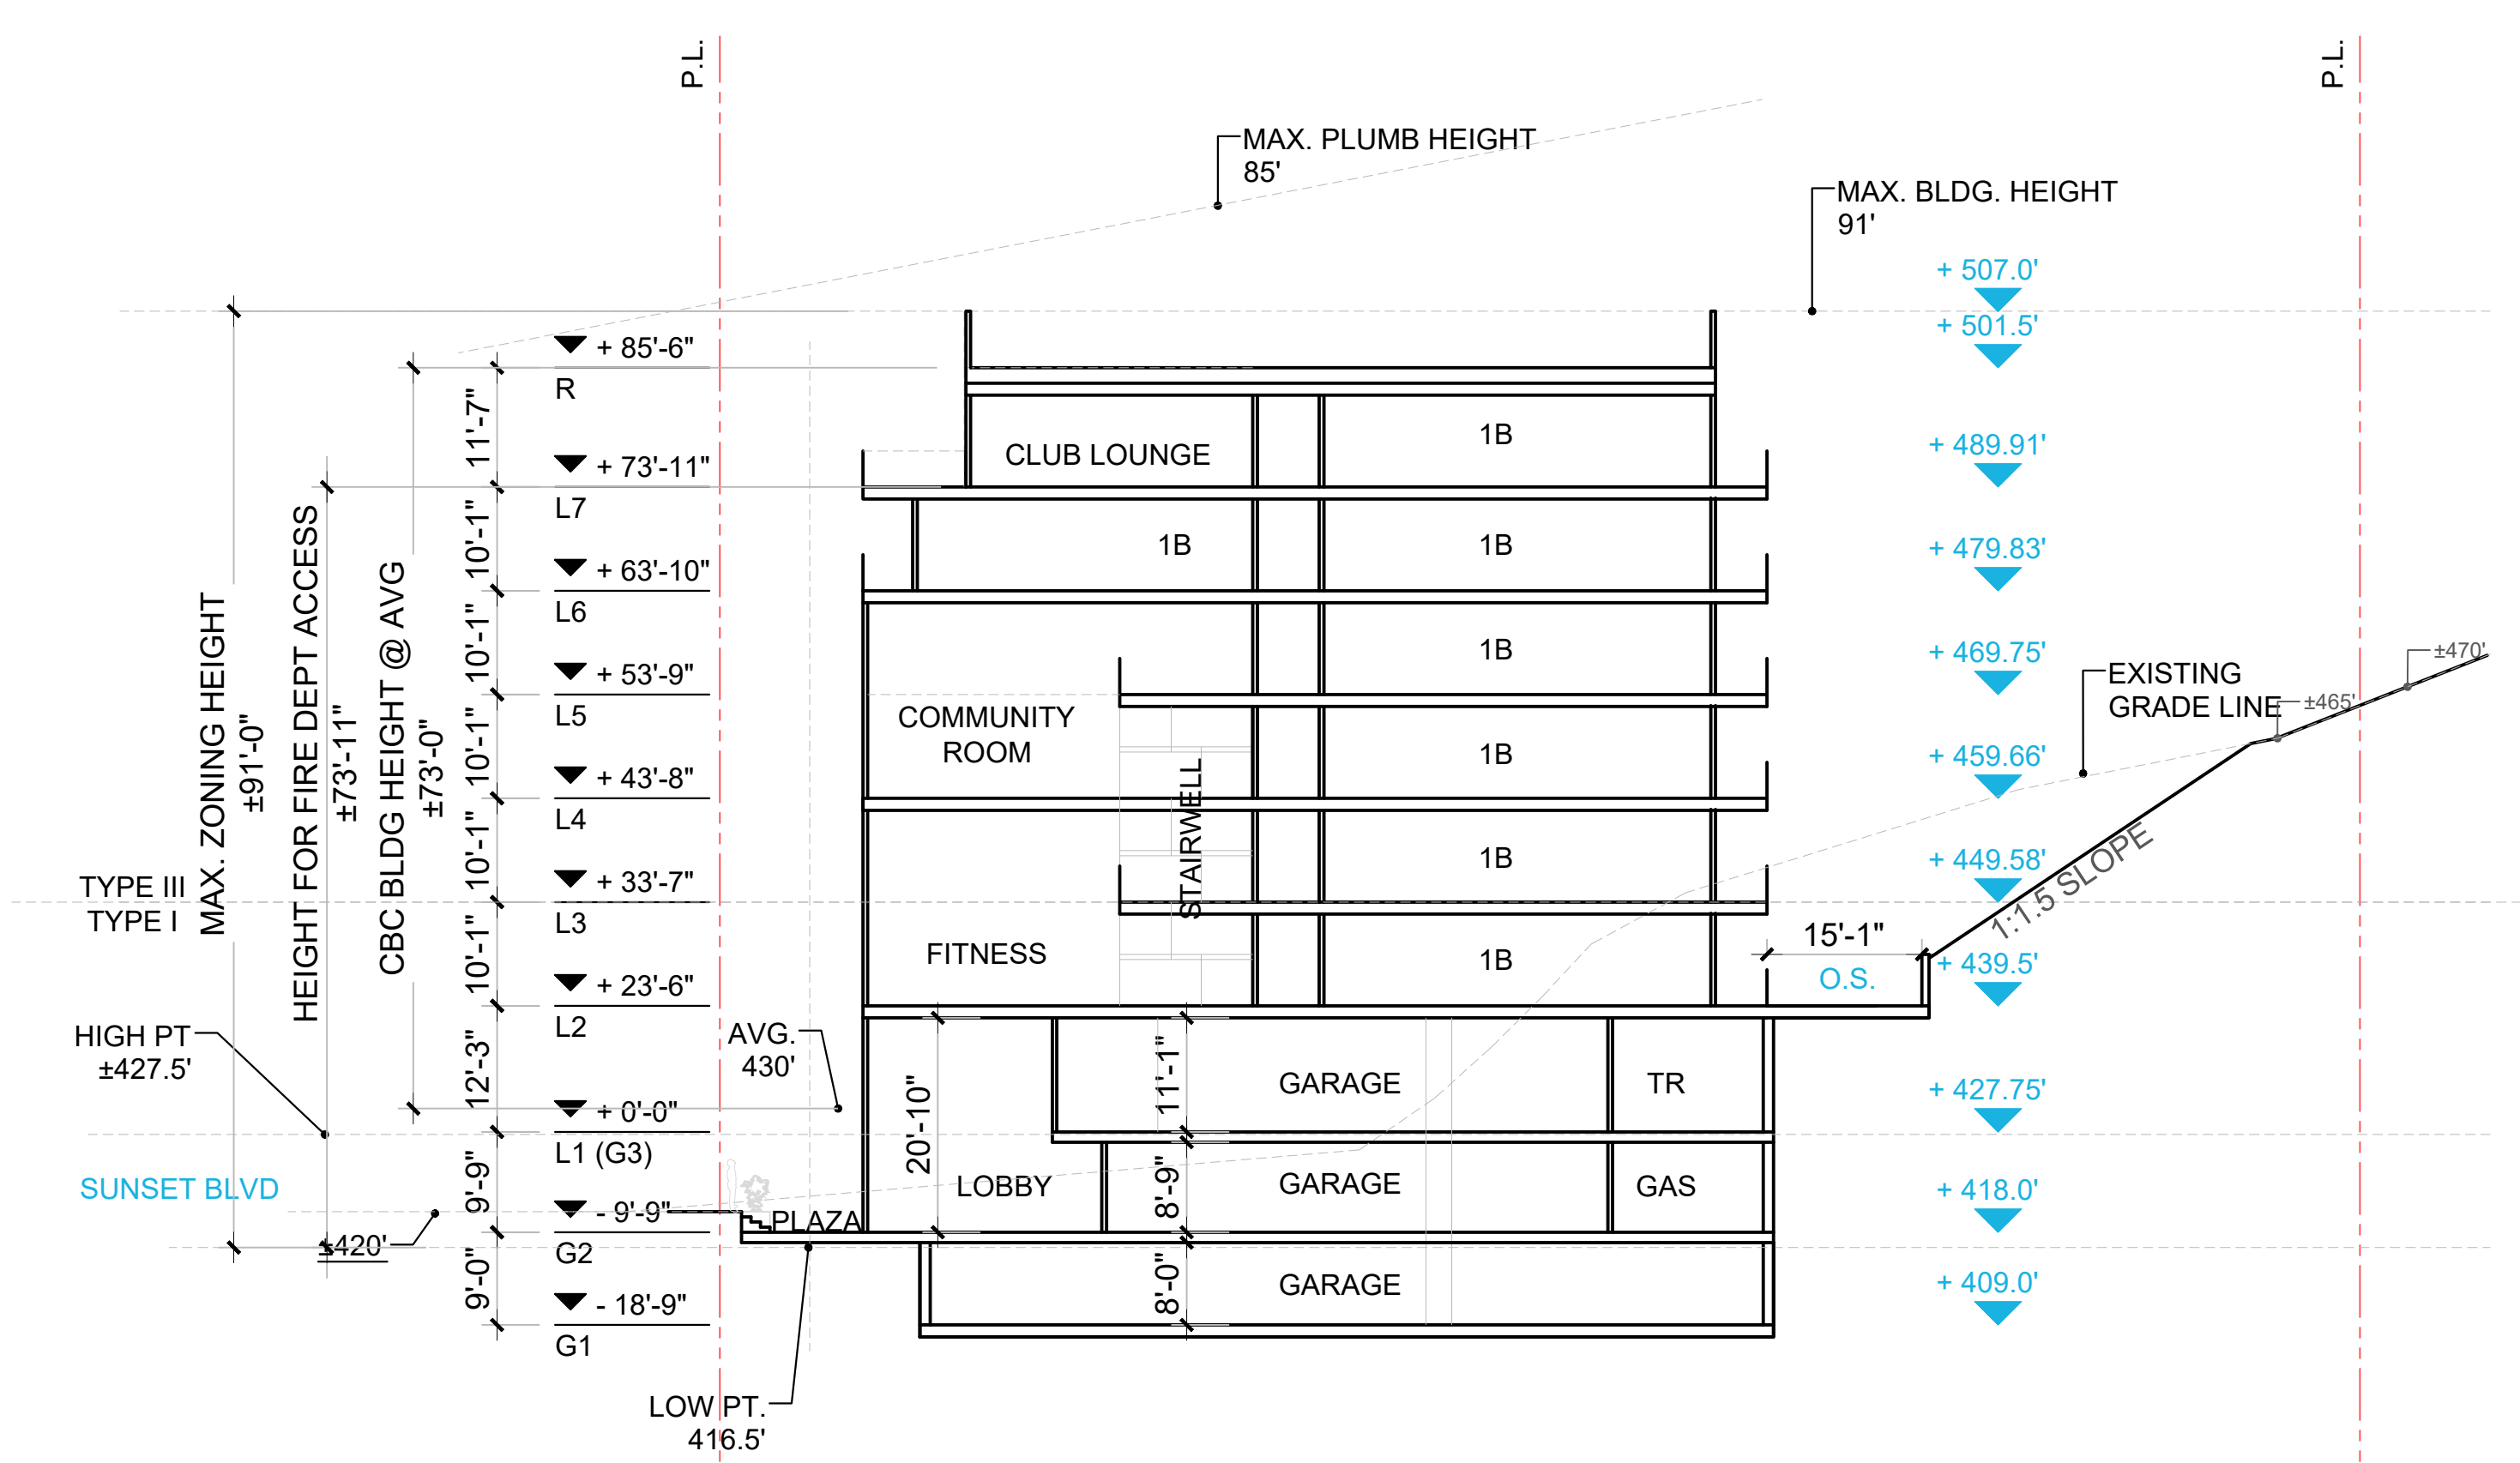 P.L.
P.L.
MAX. PLUMB HEIGHT
85'
MAX. BLDG. HEIGHT
91'
+ 507.0'
+ 501.5'
+ 85'-6"
R
11'-7"
CLUB LOUNGE
1B
+ 489.91'
+ 73'-11"
L7
10'-1"
1B
1B
+ 479.83'
+ 63'-10"
L6
10'-1"
1B
+ 469.75'
+ 53'-9"
L5
10'-1"
COMMUNITY
ROOM
1B
+ 459.66'
+ 43'-8"
L4
10'-1"
STAIRWELL
1B
+ 449.58'
+ 33'-7"
L3
10'-1"
FITNESS
1B
+ 439.5'
+ 23'-6"
L2
12'-3"
MAX. ZONING HEIGHT
±91'-0"
HEIGHT FOR FIRE DEPT ACCESS
±73'-11"
CBC BLDG HEIGHT @ AVG
±73'-0"
TYPE III
TYPE I
EXISTING
GRADE LINE
±465'
±470'
1:1.5 SLOPE
15'-1"
O.S.
HIGH PT
±427.5'
AVG.
430'
20'-10"
11'-1"
GARAGE
TR
+ 427.75'
+ 0'-0"
L1 (G3)
9'-9"
SUNSET BLVD
LOBBY
8'-9"
GARAGE
GAS
+ 418.0'
- 9'-9"
PLAZA
±420'
G2
9'-0"
8'-0"
GARAGE
+ 409.0'
- 18'-9"
G1
LOW PT.
416.5'